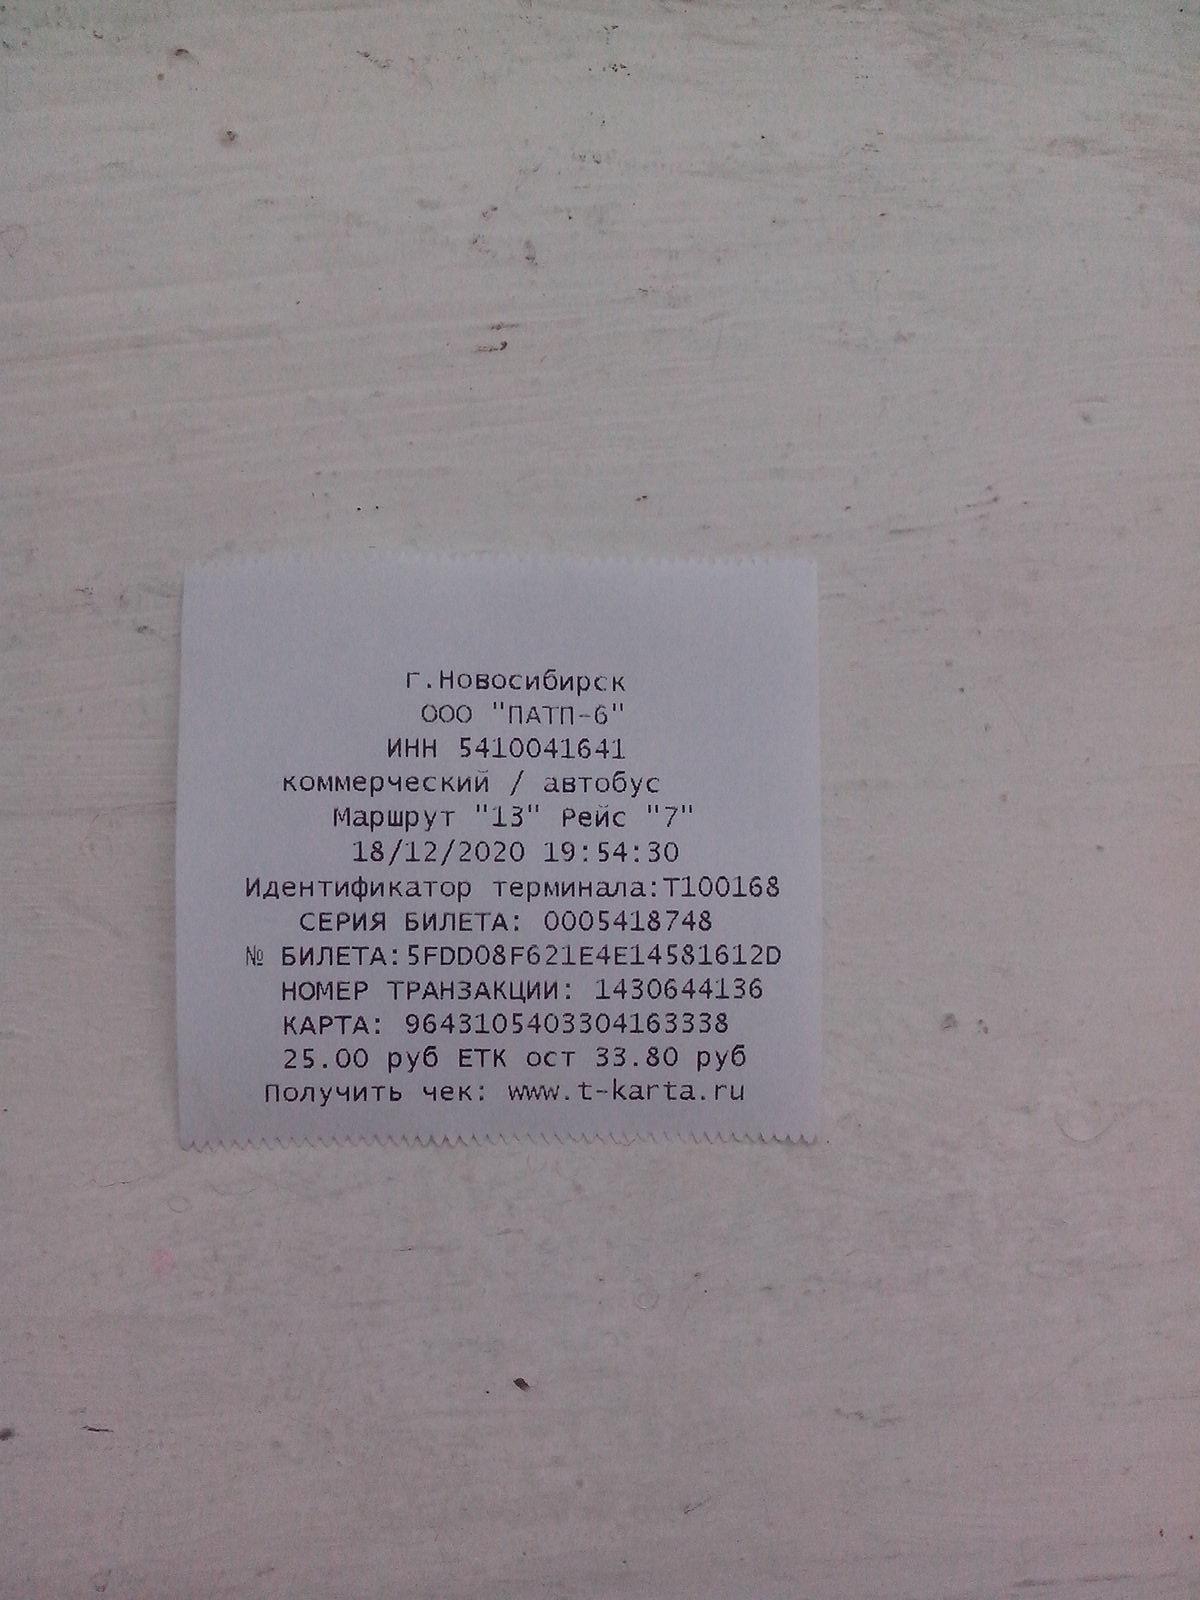 г.Новосибирск
ООО "ПАТП-6"
ИНН 5410041641
коммерческий / автобус
Маршрут "13" Рейс "7"
18/12/2020 19:54:30
Идентификатор терминала:Т100168
СЕРИЯ БИЛЕТА: 0005418748
№ БИЛЕТА:5FDD08F621E4E14581612D
НОМЕР ТРАНЗАКЦИИ: 1430644136
КАРТА: 9643105403304163338
25.00 руб ЕТК ост 33.80 руб
Получить чек: www.t-karta.ru